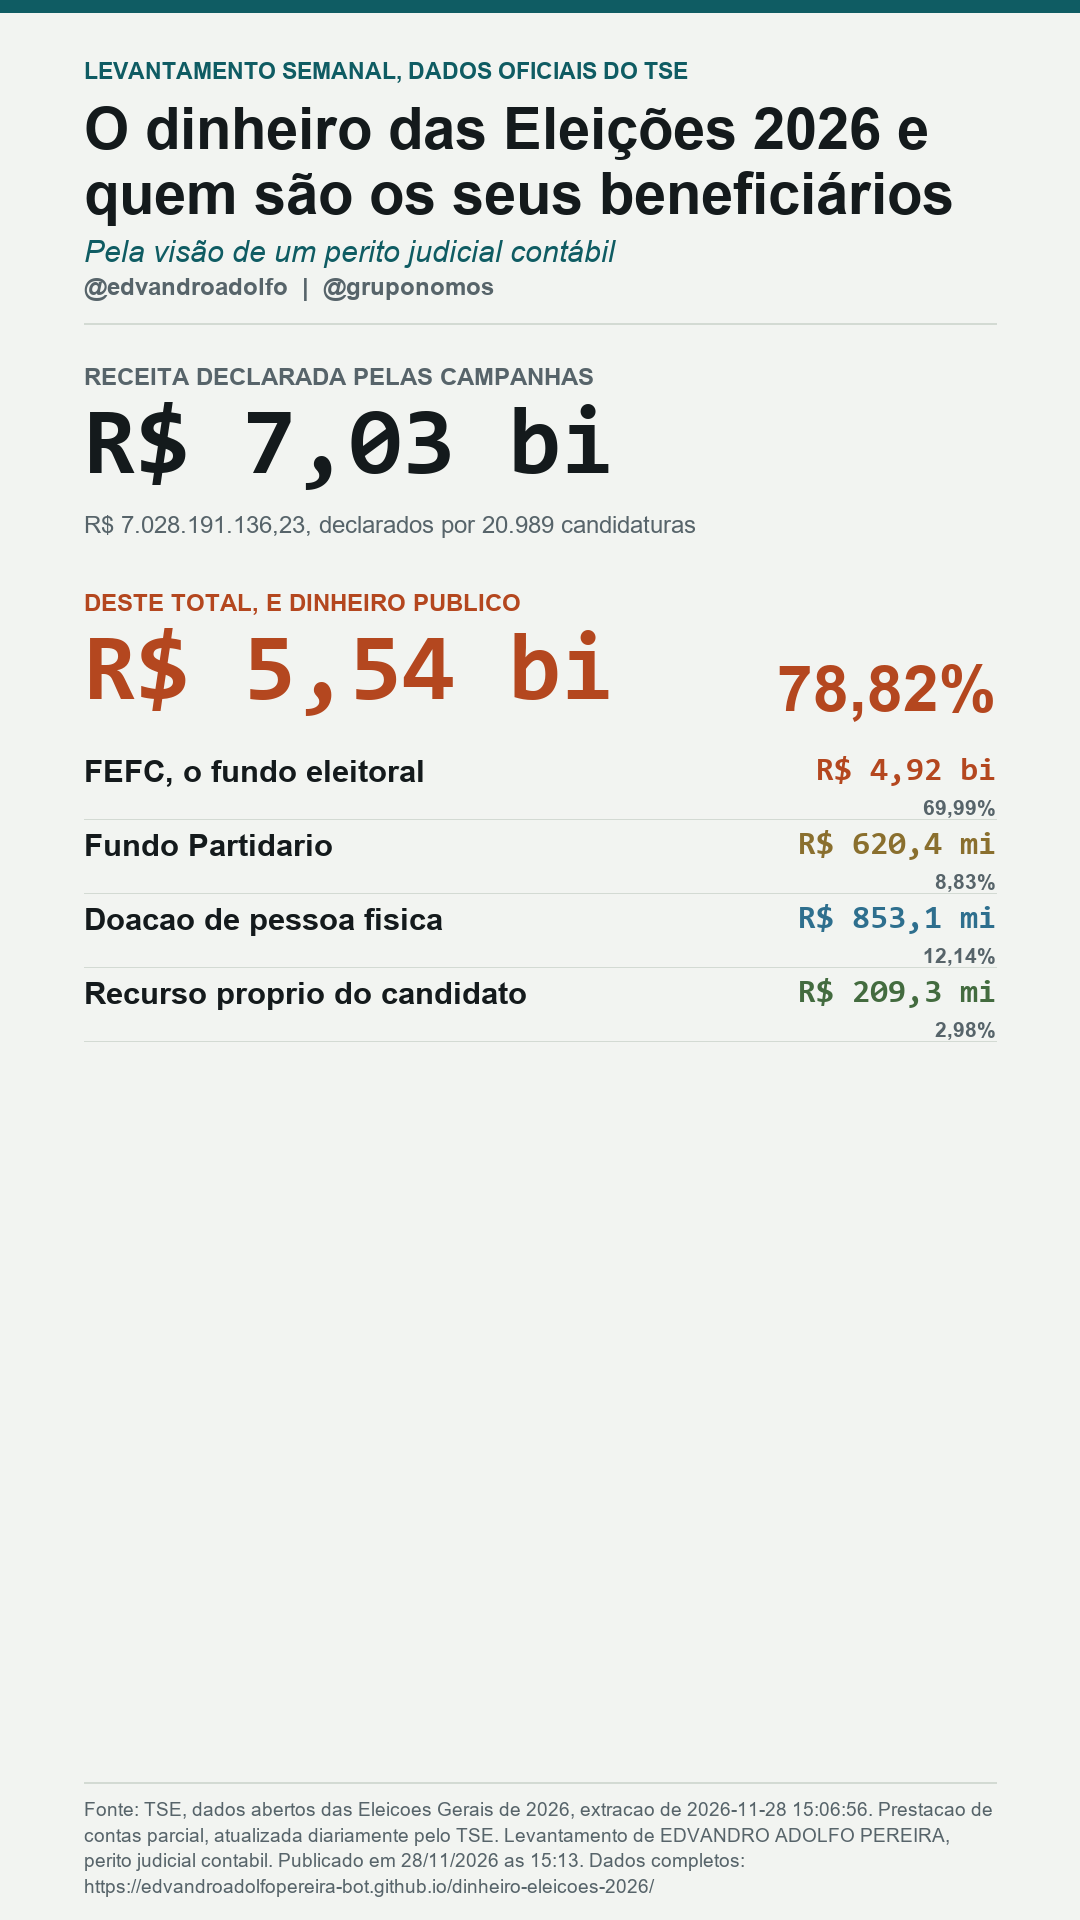 LEVANTAMENTO SEMANAL, DADOS OFICIAIS DO TSE
O dinheiro das Eleições 2026 e
quem são os seus beneficiários
Pela visão de um perito judicial contábil
@edvandroadolfo | @gruponomos
RECEITA DECLARADA PELAS CAMPANHAS
R$ 7,03 bi
R$ 7.028.191.136,23, declarados por 20.989 candidaturas
DESTE TOTAL, E DINHEIRO PUBLICO
R$ 5,54 bi 78,82%
FEFC, o fundo eleitoral R$ 4,92 bi
69,99%
Fundo Partidario R$ 620,4 mi
8,83%
Doacao de pessoa fisica R$ 853,1 mi
12,14%
Recurso proprio do candidato R$ 209,3 mi
2,98%
Fonte: TSE, dados abertos das Eleicoes Gerais de 2026, extracao de 2026-11-28 15:06:56. Prestacao de
contas parcial, atualizada diariamente pelo TSE. Levantamento de EDVANDRO ADOLFO PEREIRA,
perito judicial contabil. Publicado em 28/11/2026 as 15:13. Dados completos:
https://edvandroadolfopereira-bot.github.io/dinheiro-eleicoes-2026/